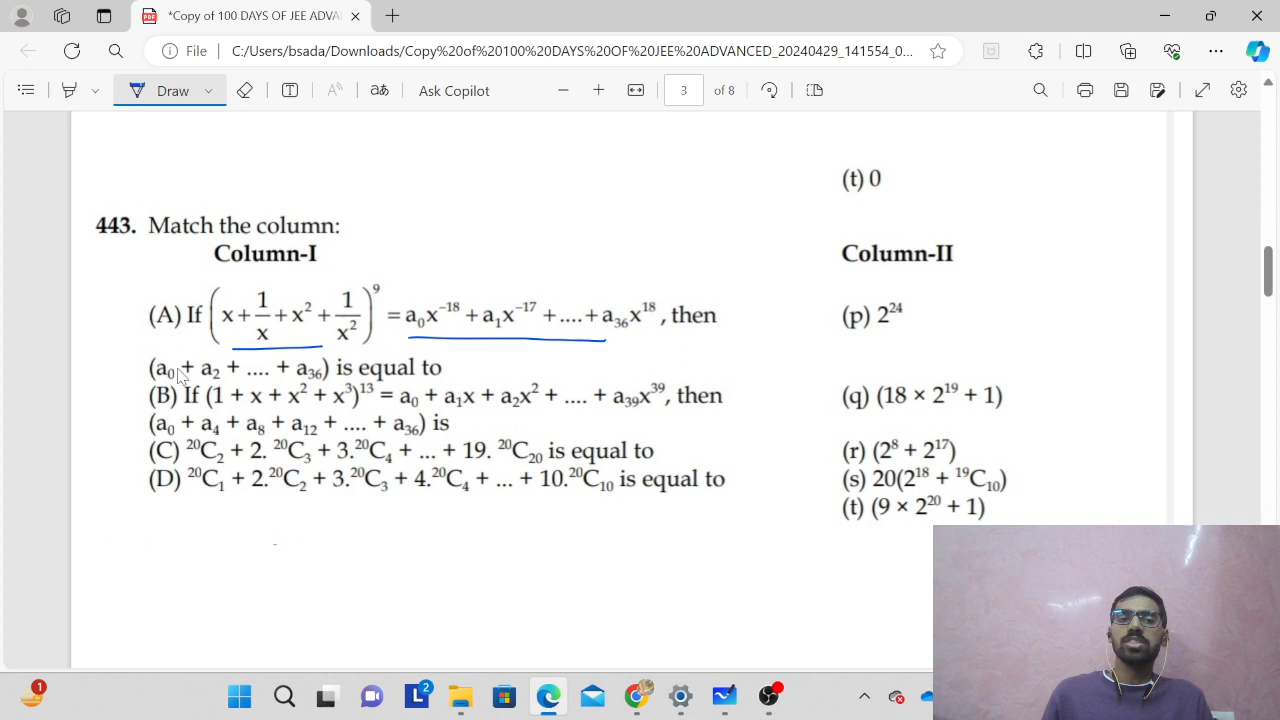 *Copy of 100 DAYS OF JEE ADVA
File C:/Users/bsada/Downloads/Copy%20of%20100%20DAYS%20OF%20JEE%20ADVANCED_20240429_141554_0...
Draw Ask Copilot 3 of 8
(t) 0
443. Match the column:
Column-I Column-II
(A) If (x + 1/x + x² + 1/x²)⁹ = a₀x⁻¹⁸ + a₁x⁻¹⁷ + .... + a₃₆x¹⁸, then (p) 2²⁴
(a₀ + a₂ + .... + a₃₆) is equal to
(B) If (1 + x + x² + x³)¹³ = a₀ + a₁x + a₂x² + .... + a₃₉x³⁹, then (q) (18 × 2¹⁹ + 1)
(a₀ + a₄ + a₈ + a₁₂ + .... + a₃₆) is
(C) ²⁰C₂ + 2. ²⁰C₃ + 3.²⁰C₄ + ... + 19. ²⁰C₂₀ is equal to (r) (2⁸ + 2¹⁷)
(D) ²⁰C₁ + 2.²⁰C₂ + 3.²⁰C₃ + 4.²⁰C₄ + ... + 10.²⁰C₁₀ is equal to (s) 20(2¹⁸ + ¹⁹C₁₀)
(t) (9 × 2²⁰ + 1)
1 2